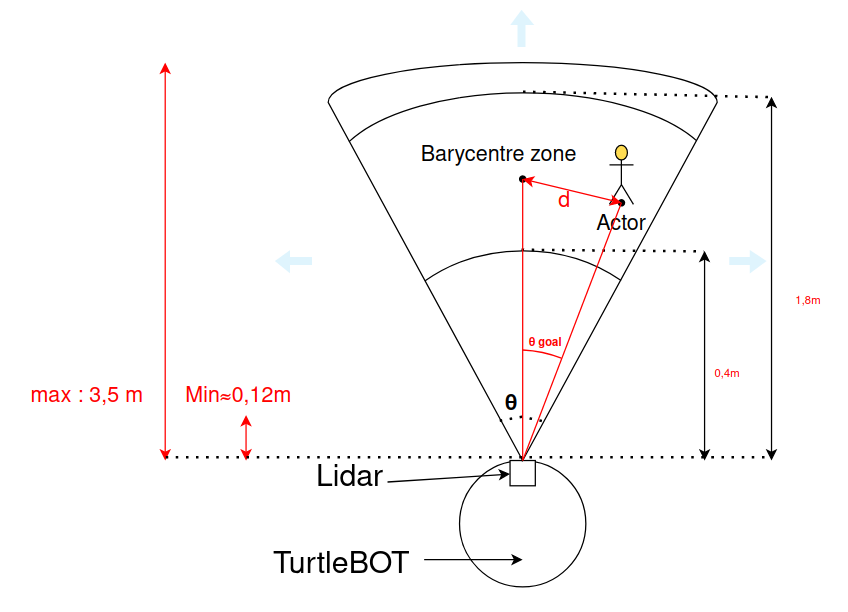 Barycentre zone
d
Actor
1,8m
θ goal
0,4m
max : 3,5 m
Min≈0,12m
θ
Lidar
TurtleBOT